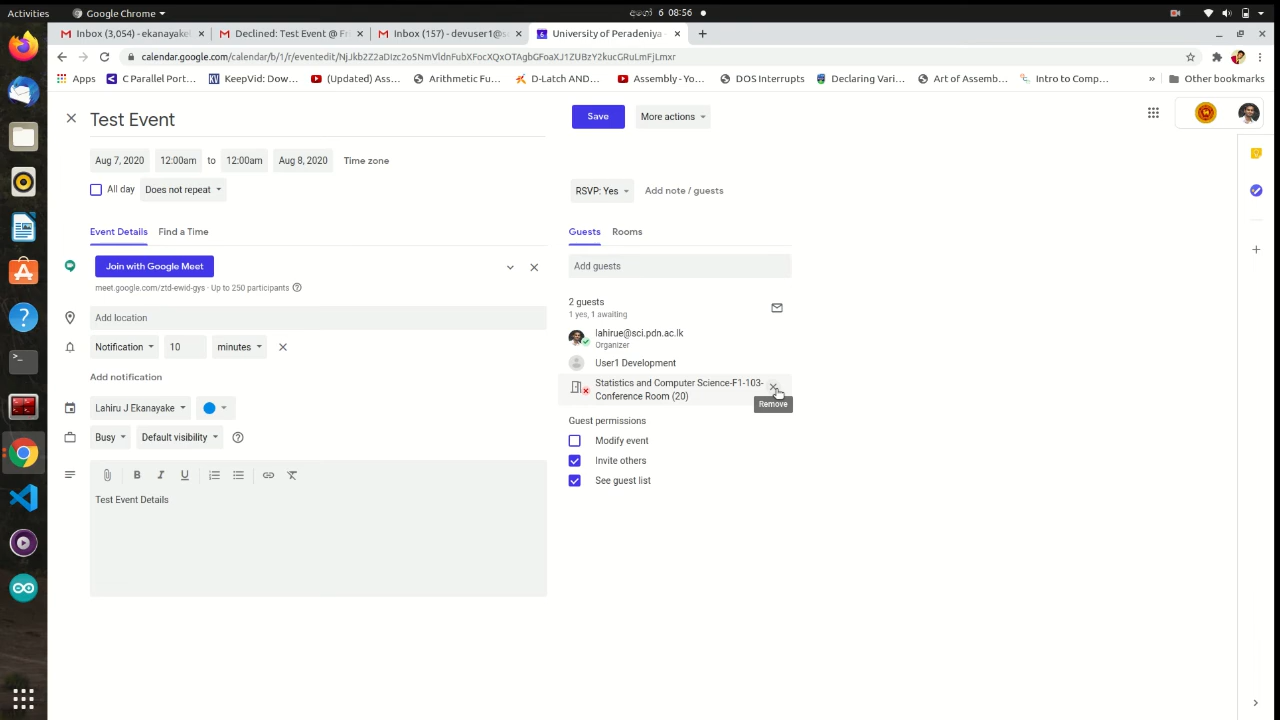 Activities
Google Chrome
අගෝ 6 08:56
Inbox (3,054) - ekanayake
Declined: Test Event @ Fr
Inbox (157) - devuser1@s
University of Peradeniya -
calendar.google.com/calendar/b/1/r/eventedit/
Apps
C Parallel Port...
KeepVid: Dow...
(Updated) Ass...
Arithmetic Fu...
D-Latch AND...
Assembly - Yo...
DOS Interrupts
Declaring Vari...
Art of Assemb...
Intro to Comp...
»
Other bookmarks
Test Event
Save
More actions
Aug 7, 2020 12:00am to 12:00am Aug 8, 2020 Time zone
All day Does not repeat
RSVP: Yes Add note / guests
Event Details Find a Time
Guests Rooms
Join with Google Meet
meet.google.com/ztd-ewid-gys · Up to 250 participants
Add guests
2 guests
1 yes, 1 awaiting
Add location
lahirue@sci.pdn.ac.lk
Organizer
Notification 10 minutes
User1 Development
Add notification
Statistics and Computer Science-F1-103-
Conference Room (20)
Remove
Lahiru J Ekanayake
Guest permissions
Busy Default visibility
Modify event
Invite others
See guest list
B I U
Test Event Details